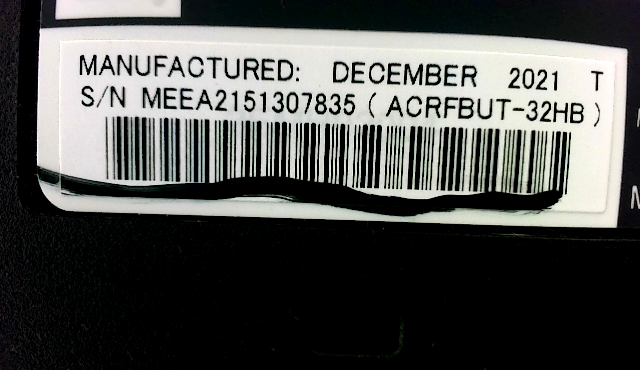 MANUFACTURED: DECEMBER 2021 T
S/N MEEA2151307835 (ACRFBUT-32HB)